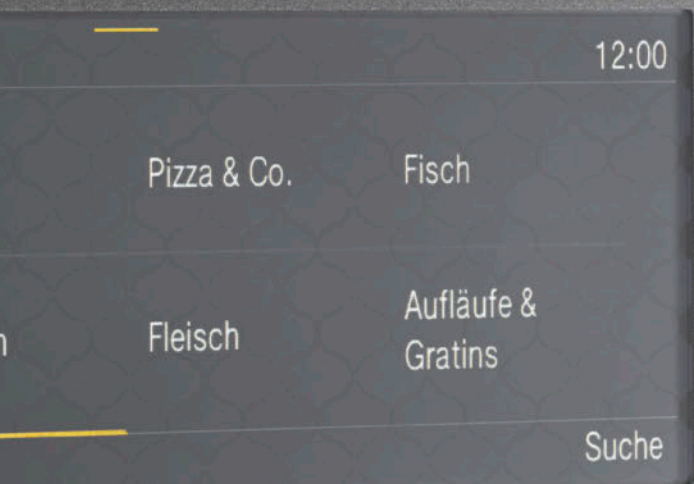 12:00
Pizza & Co.
Fisch
Fleisch
Aufläufe &
Gratins
Suche